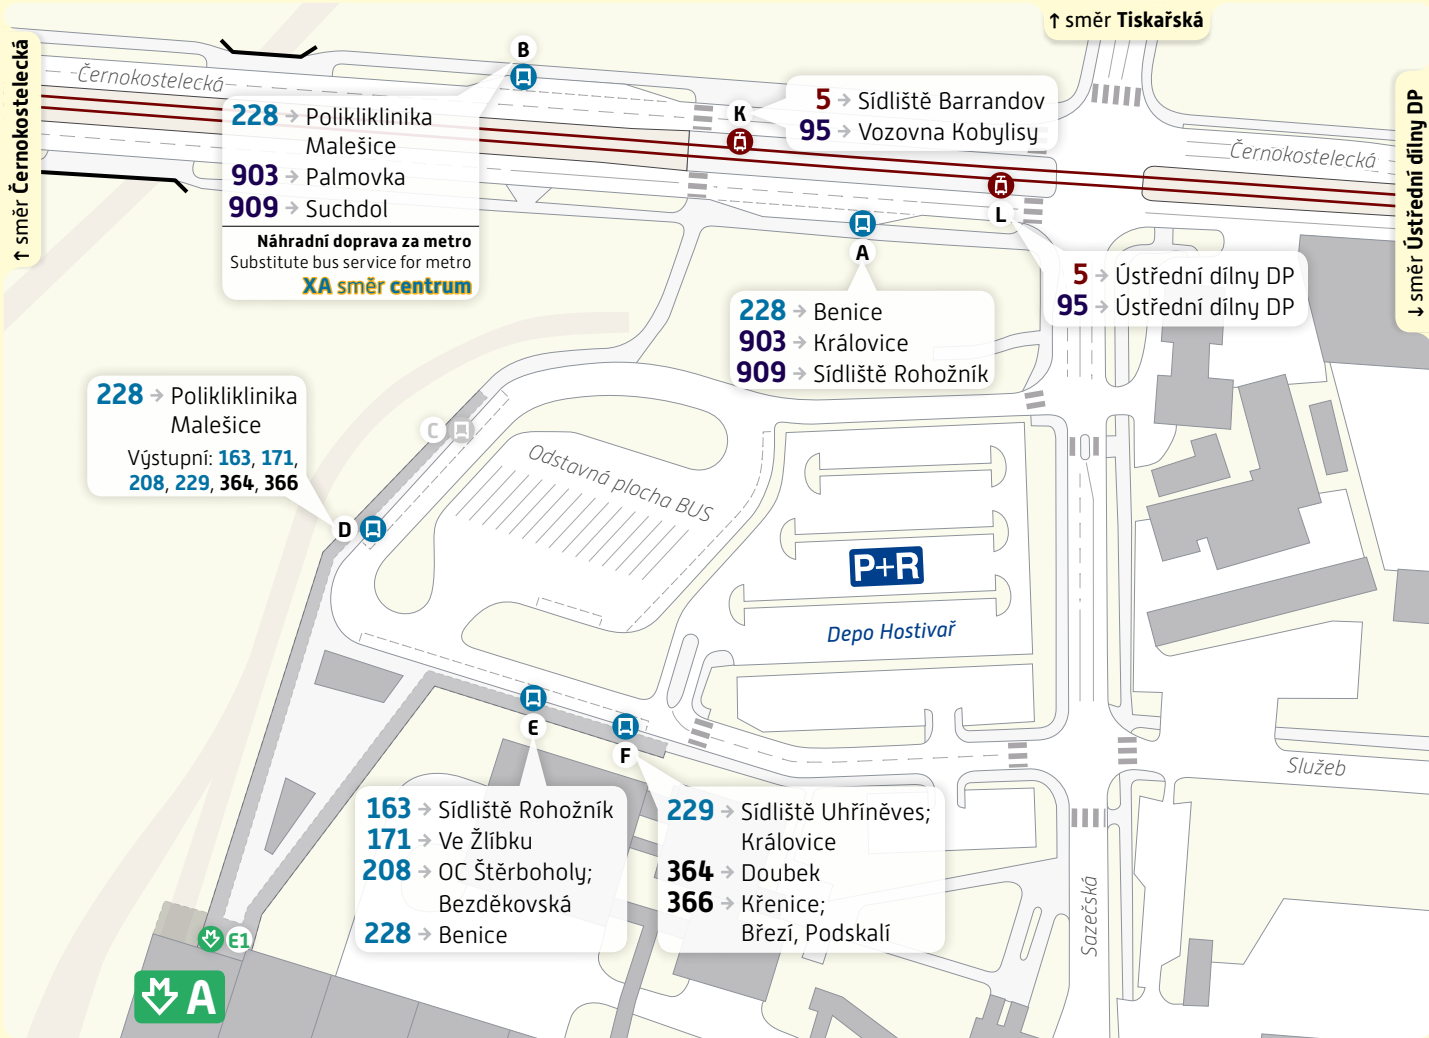 ↑ směr Tiskařská
↑ směr Černokostelecká
↓ směr Ústřední dílny DP
Černokostelecká
Černokostelecká
B
228 → Polikliklinika
Malešice
903 → Palmovka
909 → Suchdol
Náhradní doprava za metro
Substitute bus service for metro
XA směr centrum
K
5 → Sídliště Barrandov
95 → Vozovna Kobylisy
L
5 → Ústřední dílny DP
95 → Ústřední dílny DP
A
228 → Benice
903 → Královice
909 → Sídliště Rohožník
228 → Polikliklinika
Malešice
Výstupní: 163, 171,
208, 229, 364, 366
C
D
Odstavná plocha BUS
P+R
Depo Hostivař
E
F
163 → Sídliště Rohožník
171 → Ve Žlíbku
208 → OC Štěrboholy;
Bezděkovská
228 → Benice
229 → Sídliště Uhříněves;
Královice
364 → Doubek
366 → Křenice;
Březí, Podskalí
Služeb
Sazečská
E1
A